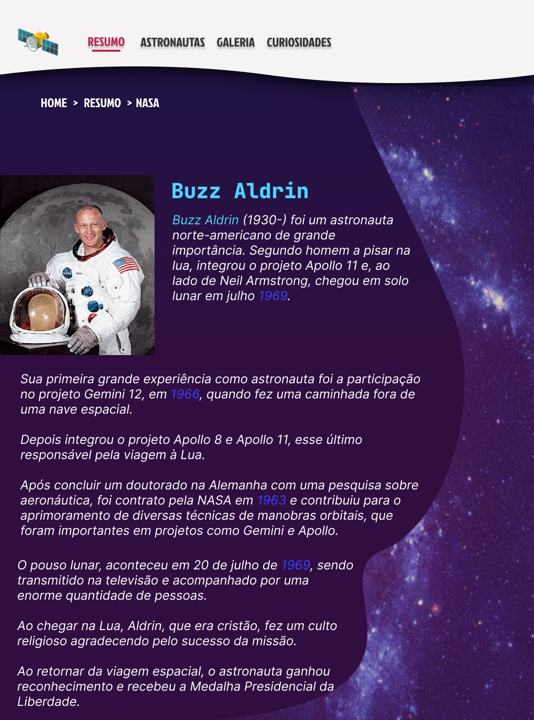 RESUMO ASTRONAUTAS GALERIA CURIOSIDADES
HOME > RESUMO > NASA
Buzz Aldrin
Buzz Aldrin (1930-) foi um astronauta
norte-americano de grande
importância. Segundo homem a pisar na
lua, integrou o projeto Apollo 11 e, ao
lado de Neil Armstrong, chegou em solo
lunar em julho 1969.
Sua primeira grande experiência como astronauta foi a participação
no projeto Gemini 12, em 1966, quando fez uma caminhada fora de
uma nave espacial.
Depois integrou o projeto Apollo 8 e Apollo 11, esse último
responsável pela viagem à Lua.
Após concluir um doutorado na Alemanha com uma pesquisa sobre
aeronáutica, foi contrato pela NASA em 1963 e contribuiu para o
aprimoramento de diversas técnicas de manobras orbitais, que
foram importantes em projetos como Gemini e Apollo.
O pouso lunar, aconteceu em 20 de julho de 1969, sendo
transmitido na televisão e acompanhado por uma
enorme quantidade de pessoas.
Ao chegar na Lua, Aldrin, que era cristão, fez um culto
religioso agradecendo pelo sucesso da missão.
Ao retornar da viagem espacial, o astronauta ganhou
reconhecimento e recebeu a Medalha Presidencial da
Liberdade.